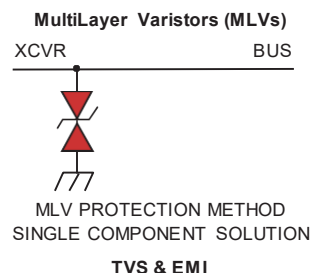 MultiLayer Varistors (MLVs)
XCVR BUS
MLV PROTECTION METHOD
SINGLE COMPONENT SOLUTION
TVS & EMI